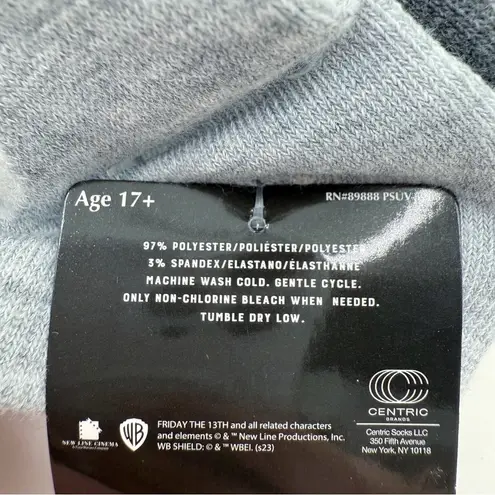 Age 17+
RN#89888 PSUV
97% POLYESTER/POLIÉSTER/POLYESTER
3% SPANDEX/ELASTANO/ÉLASTHANNE
MACHINE WASH COLD. GENTLE CYCLE.
ONLY NON-CHLORINE BLEACH WHEN NEEDED.
TUMBLE DRY LOW.
CENTRIC
BRANDS
NEW LINE CINEMA
WB
FRIDAY THE 13TH and all related characters
and elements © & ™ New Line Productions, Inc.
WB SHIELD: © & ™ WBEI. (s23)
Centric Socks LLC
350 Fifth Avenue
New York, NY 10118